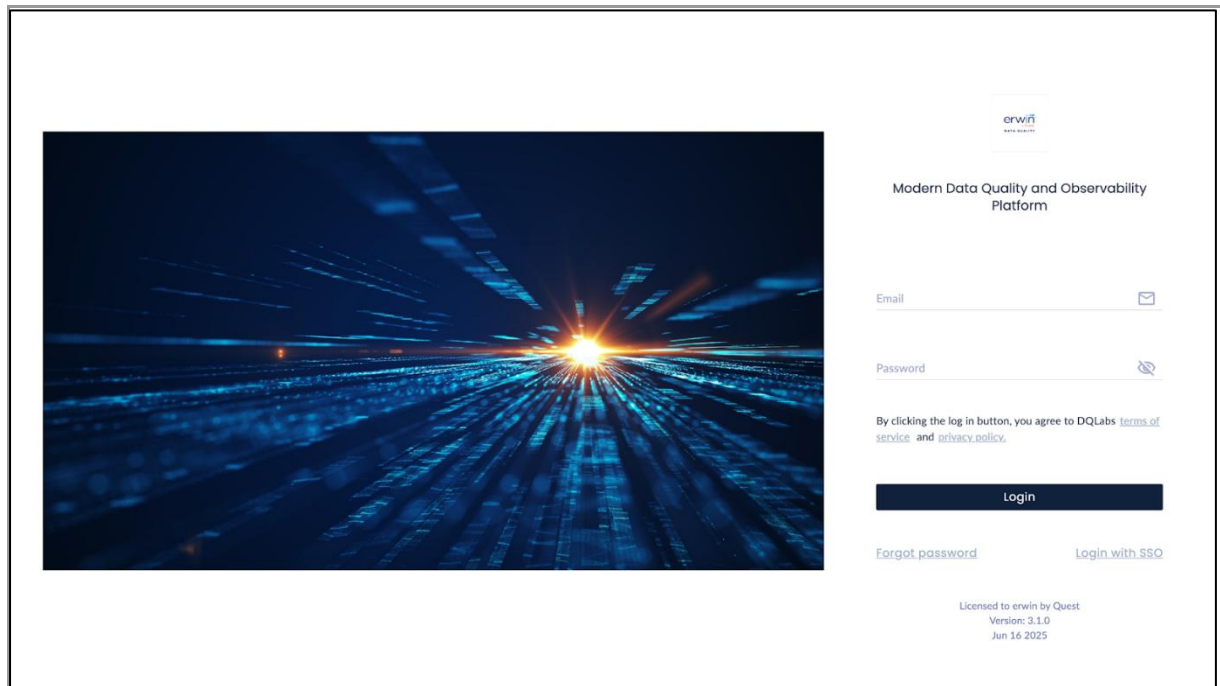 erwin
DATA QUALITY
Modern Data Quality and Observability
Platform
Email
Password
By clicking the log in button, you agree to DQLabs terms of
service and privacy policy.
Login
Forgot password
Login with SSO
Licensed to erwin by Quest
Version: 3.1.0
Jun 16 2025